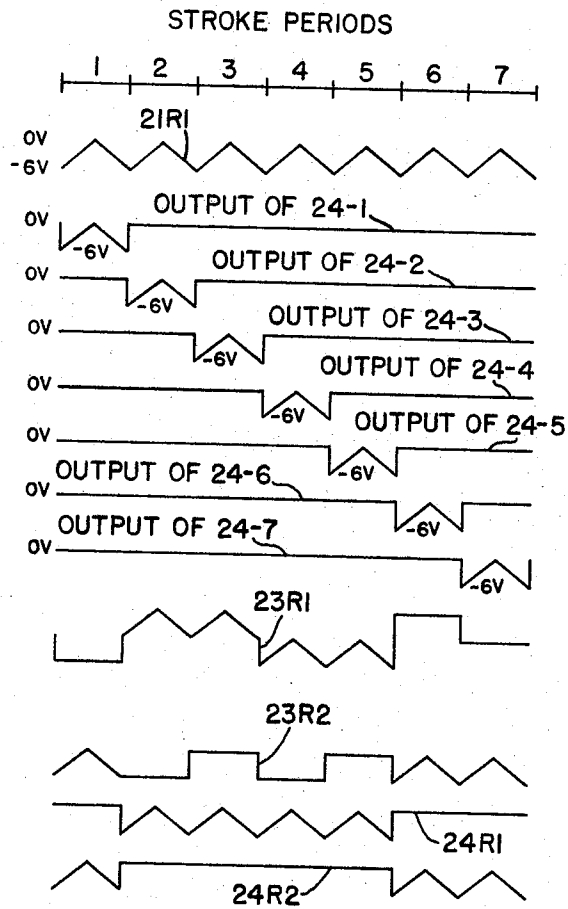 STROKE PERIODS
1 2 3 4 5 6 7
21R1
0V
-6V
OUTPUT OF 24-1
0V
-6V
OUTPUT OF 24-2
0V
-6V
OUTPUT OF 24-3
0V
-6V
OUTPUT OF 24-4
0V
-6V
OUTPUT OF 24-5
0V
-6V
OUTPUT OF 24-6
0V
-6V
OUTPUT OF 24-7
0V
-6V
23R1
23R2
24R1
24R2